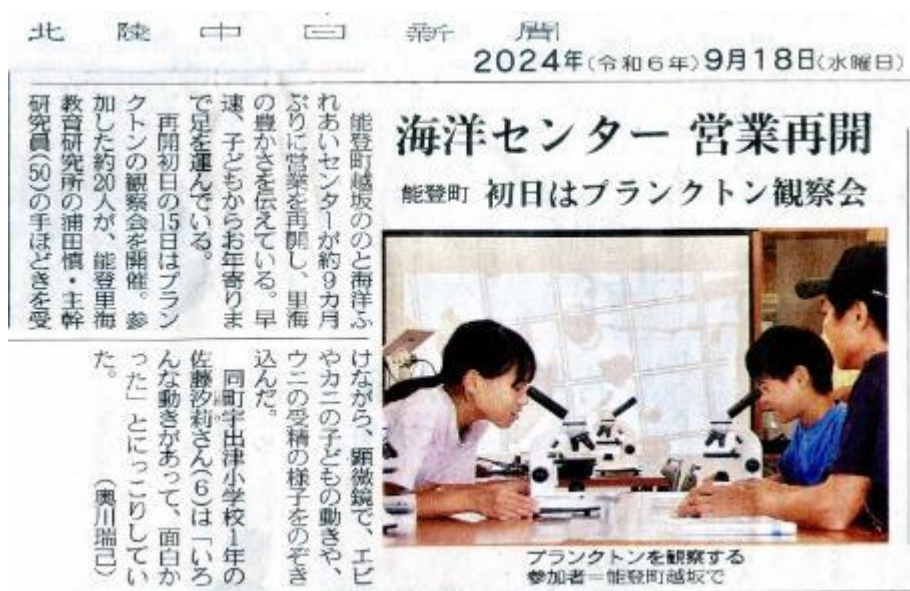 北陸中日新聞
2024年(令和6年)9月18日(水曜日)
海洋センター 営業再開
能登町 初日はプランクトン観察会
能登町越坂ののと海洋ふ
れあいセンターが約9カ月
ぶりに営業を再開し、里海
の豊かさを伝えている。早
速、子どもからお年寄りま
で足を運んでいる。
再開初日の15日はプラン
クトンの観察会を開催。参
加した約20人が、能登里海
教育研究所の浦田慎・主幹
研究員(50)の手ほどきを受
けながら、顕微鏡で、エビ
やカニの子どもの動きや、
ウニの受精の様子をのぞき
込んだ。
同町宇出津小学校1年の
佐藤汐莉さん(6)は「いろ
んな動きがあって、面白か
った」とにっこりしてい
た。 (奥川瑞己)
プランクトンを観察する
参加者=能登町越坂で